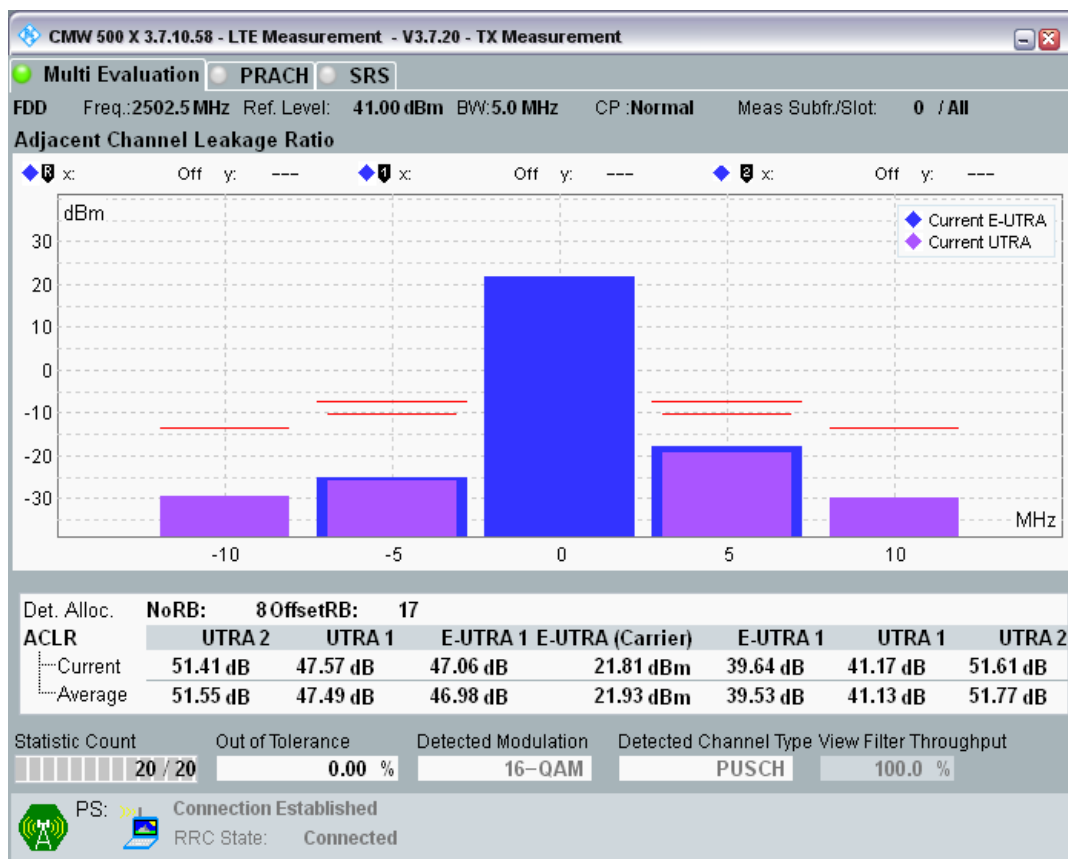 CMW 500 X 3.7.10.58 - LTE Measurement - V3.7.20 - TX Measurement
Multi Evaluation PRACH SRS
FDD Freq.:2502.5 MHz Ref. Level: 41.00 dBm BW:5.0 MHz CP :Normal Meas Subfr./Slot: 0 / All
Adjacent Channel Leakage Ratio
R x: Off y: --- 1 x: Off y: --- 2 x: Off y: ---
dBm
Current E-UTRA
Current UTRA
30
20
10
0
-10
-20
-30
MHz
-10 -5 0 5 10
Det. Alloc. NoRB: 8 OffsetRB: 17
ACLR UTRA 2 UTRA 1 E-UTRA 1 E-UTRA (Carrier) E-UTRA 1 UTRA 1 UTRA 2
Current 51.41 dB 47.57 dB 47.06 dB 21.81 dBm 39.64 dB 41.17 dB 51.61 dB
Average 51.55 dB 47.49 dB 46.98 dB 21.93 dBm 39.53 dB 41.13 dB 51.77 dB
Statistic Count Out of Tolerance Detected Modulation Detected Channel Type View Filter Throughput
20 / 20 0.00 % 16-QAM PUSCH 100.0 %
PS: Connection Established
RRC State: Connected